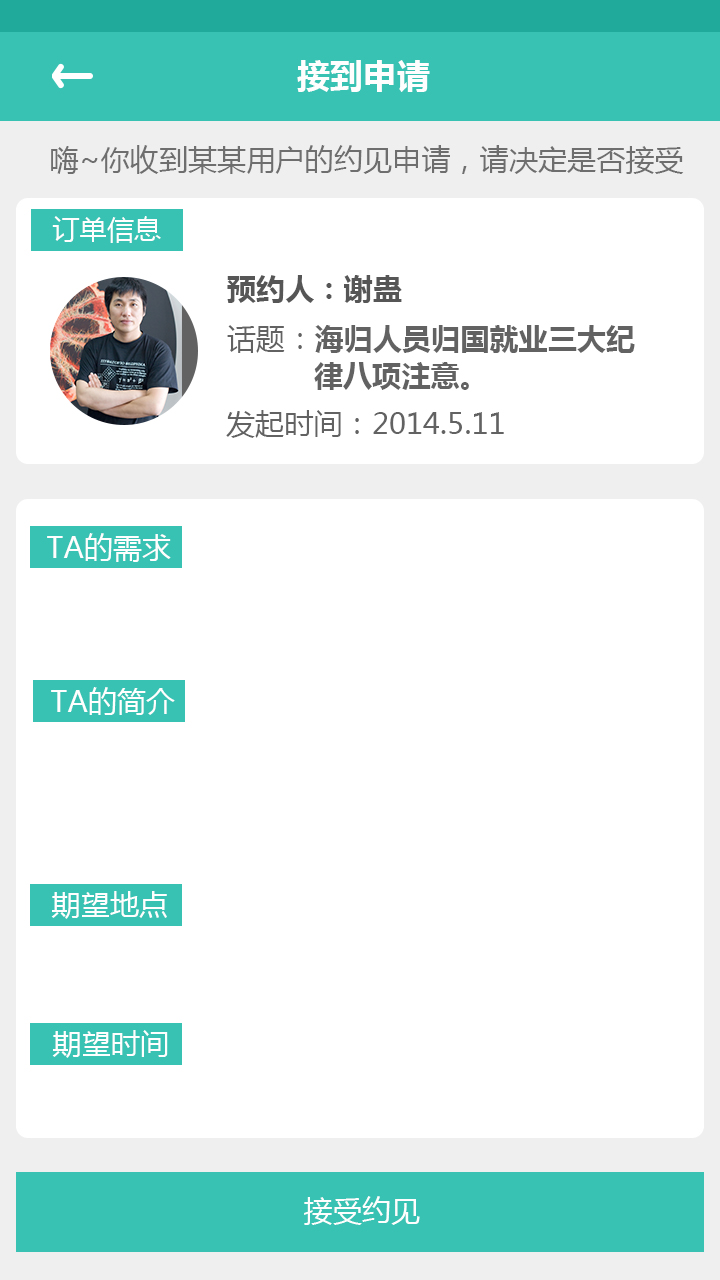 接到申请
嗨~你收到某某用户的约见申请，请决定是否接受
订单信息
预约人：谢蛊
话题：海归人员归国就业三大纪
律八项注意。
发起时间：2014.5.11
TA的需求
TA的简介
期望地点
期望时间
接受约见